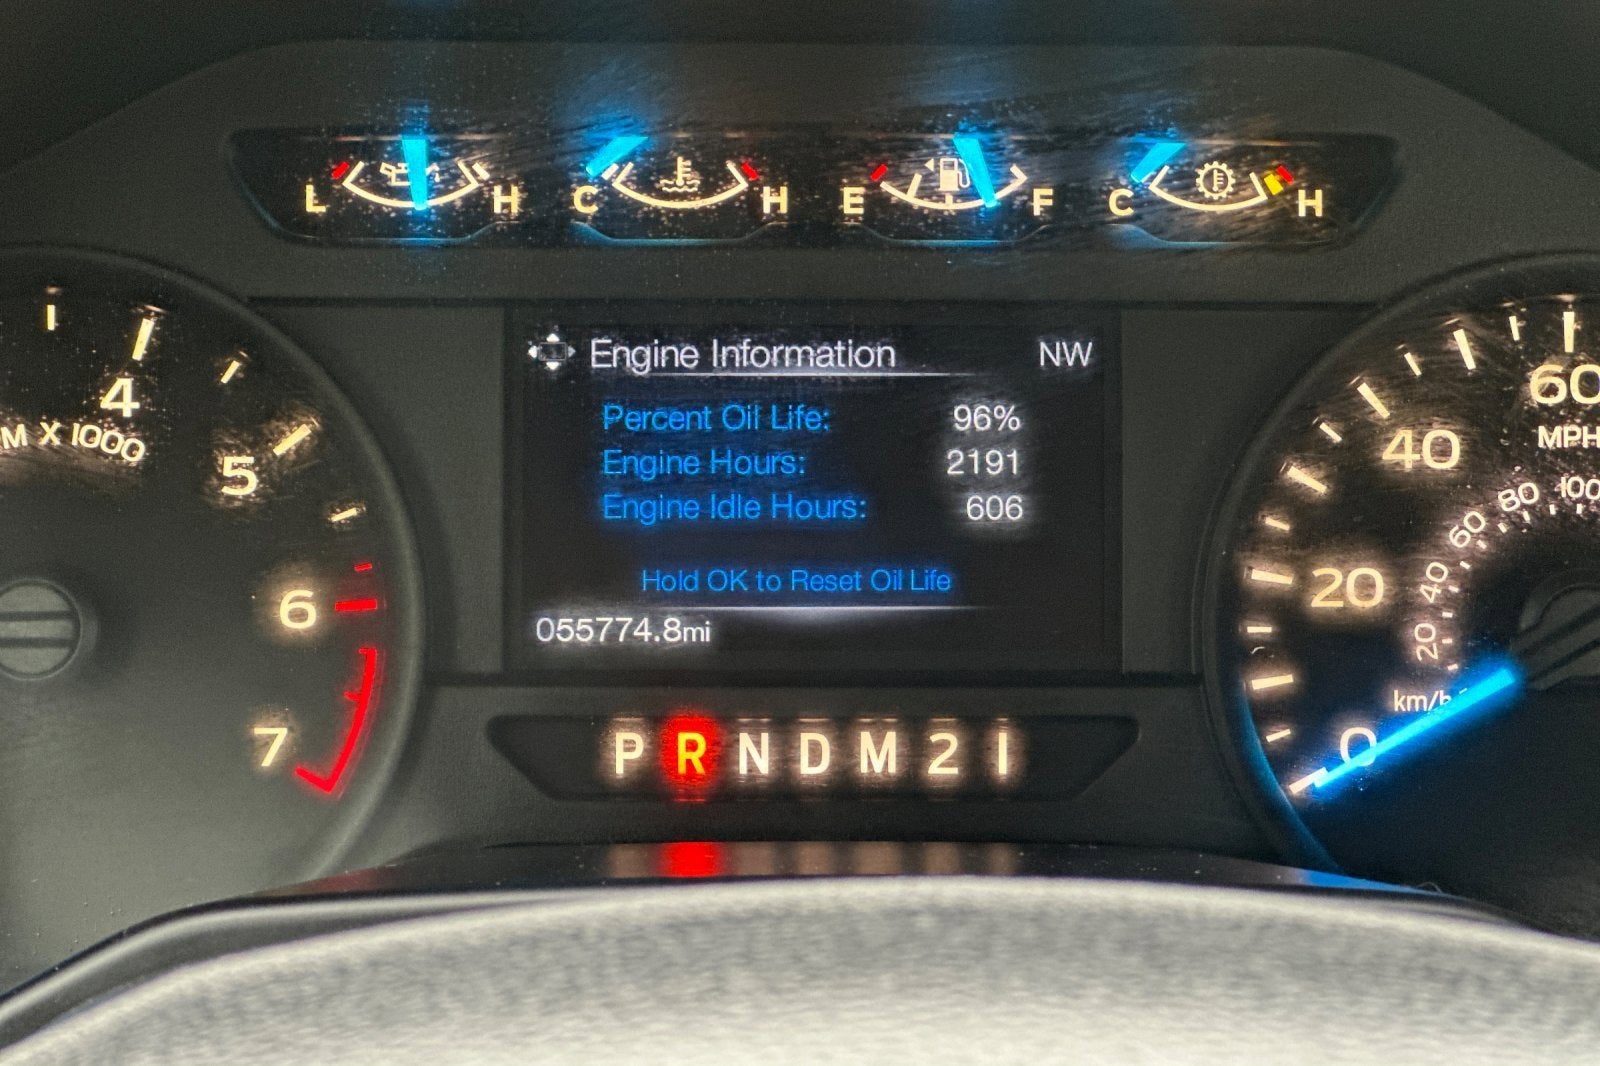 L H C H E F C H
Engine Information NW
Percent Oil Life: 96%
Engine Hours: 2191
Engine Idle Hours: 606
Hold OK to Reset Oil Life
055774.8mi
P R N D M 2 1
4
X 1000
5
6
7
60
MPH
40
20
0
100
80
60
40
20
km/h